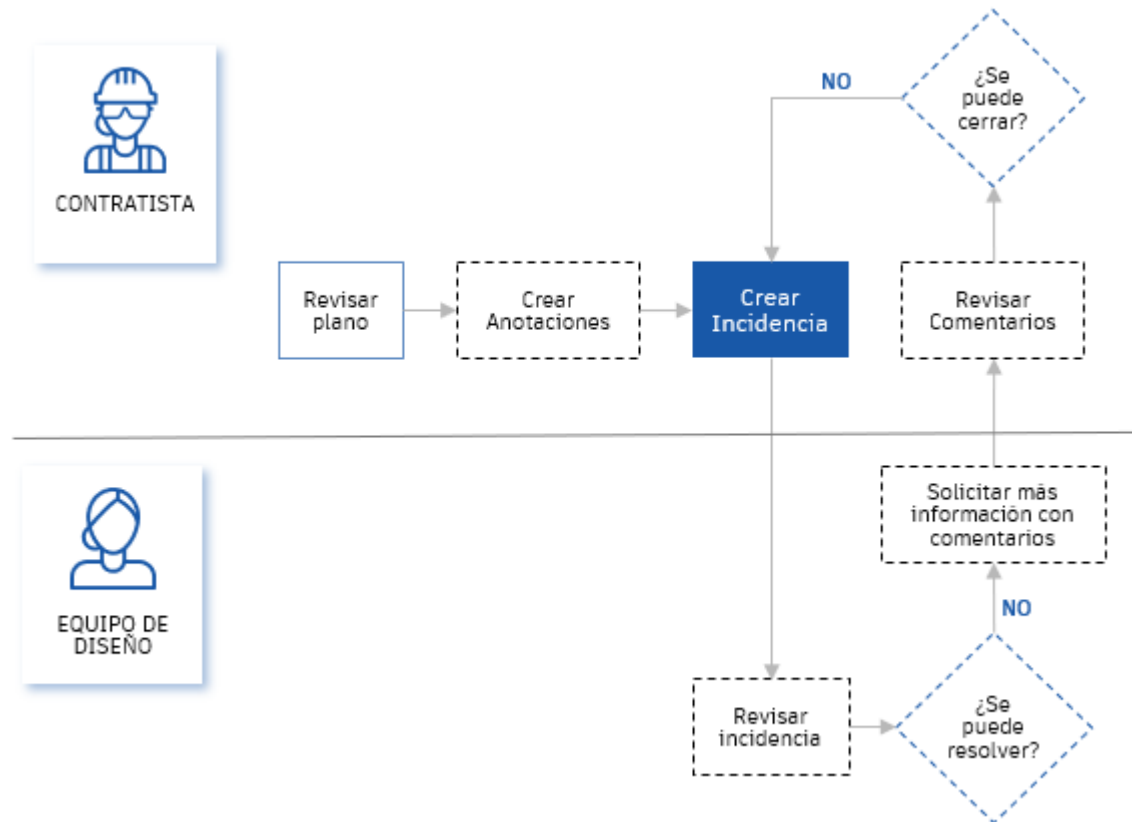 ¿Se
puede
cerrar?
NO
CONTRATISTA
Revisar
plano
Crear
Anotaciones
Crear
Incidencia
Revisar
Comentarios
Solicitar más
información con
comentarios
EQUIPO DE
DISEÑO
NO
Revisar
incidencia
¿Se
puede
resolver?